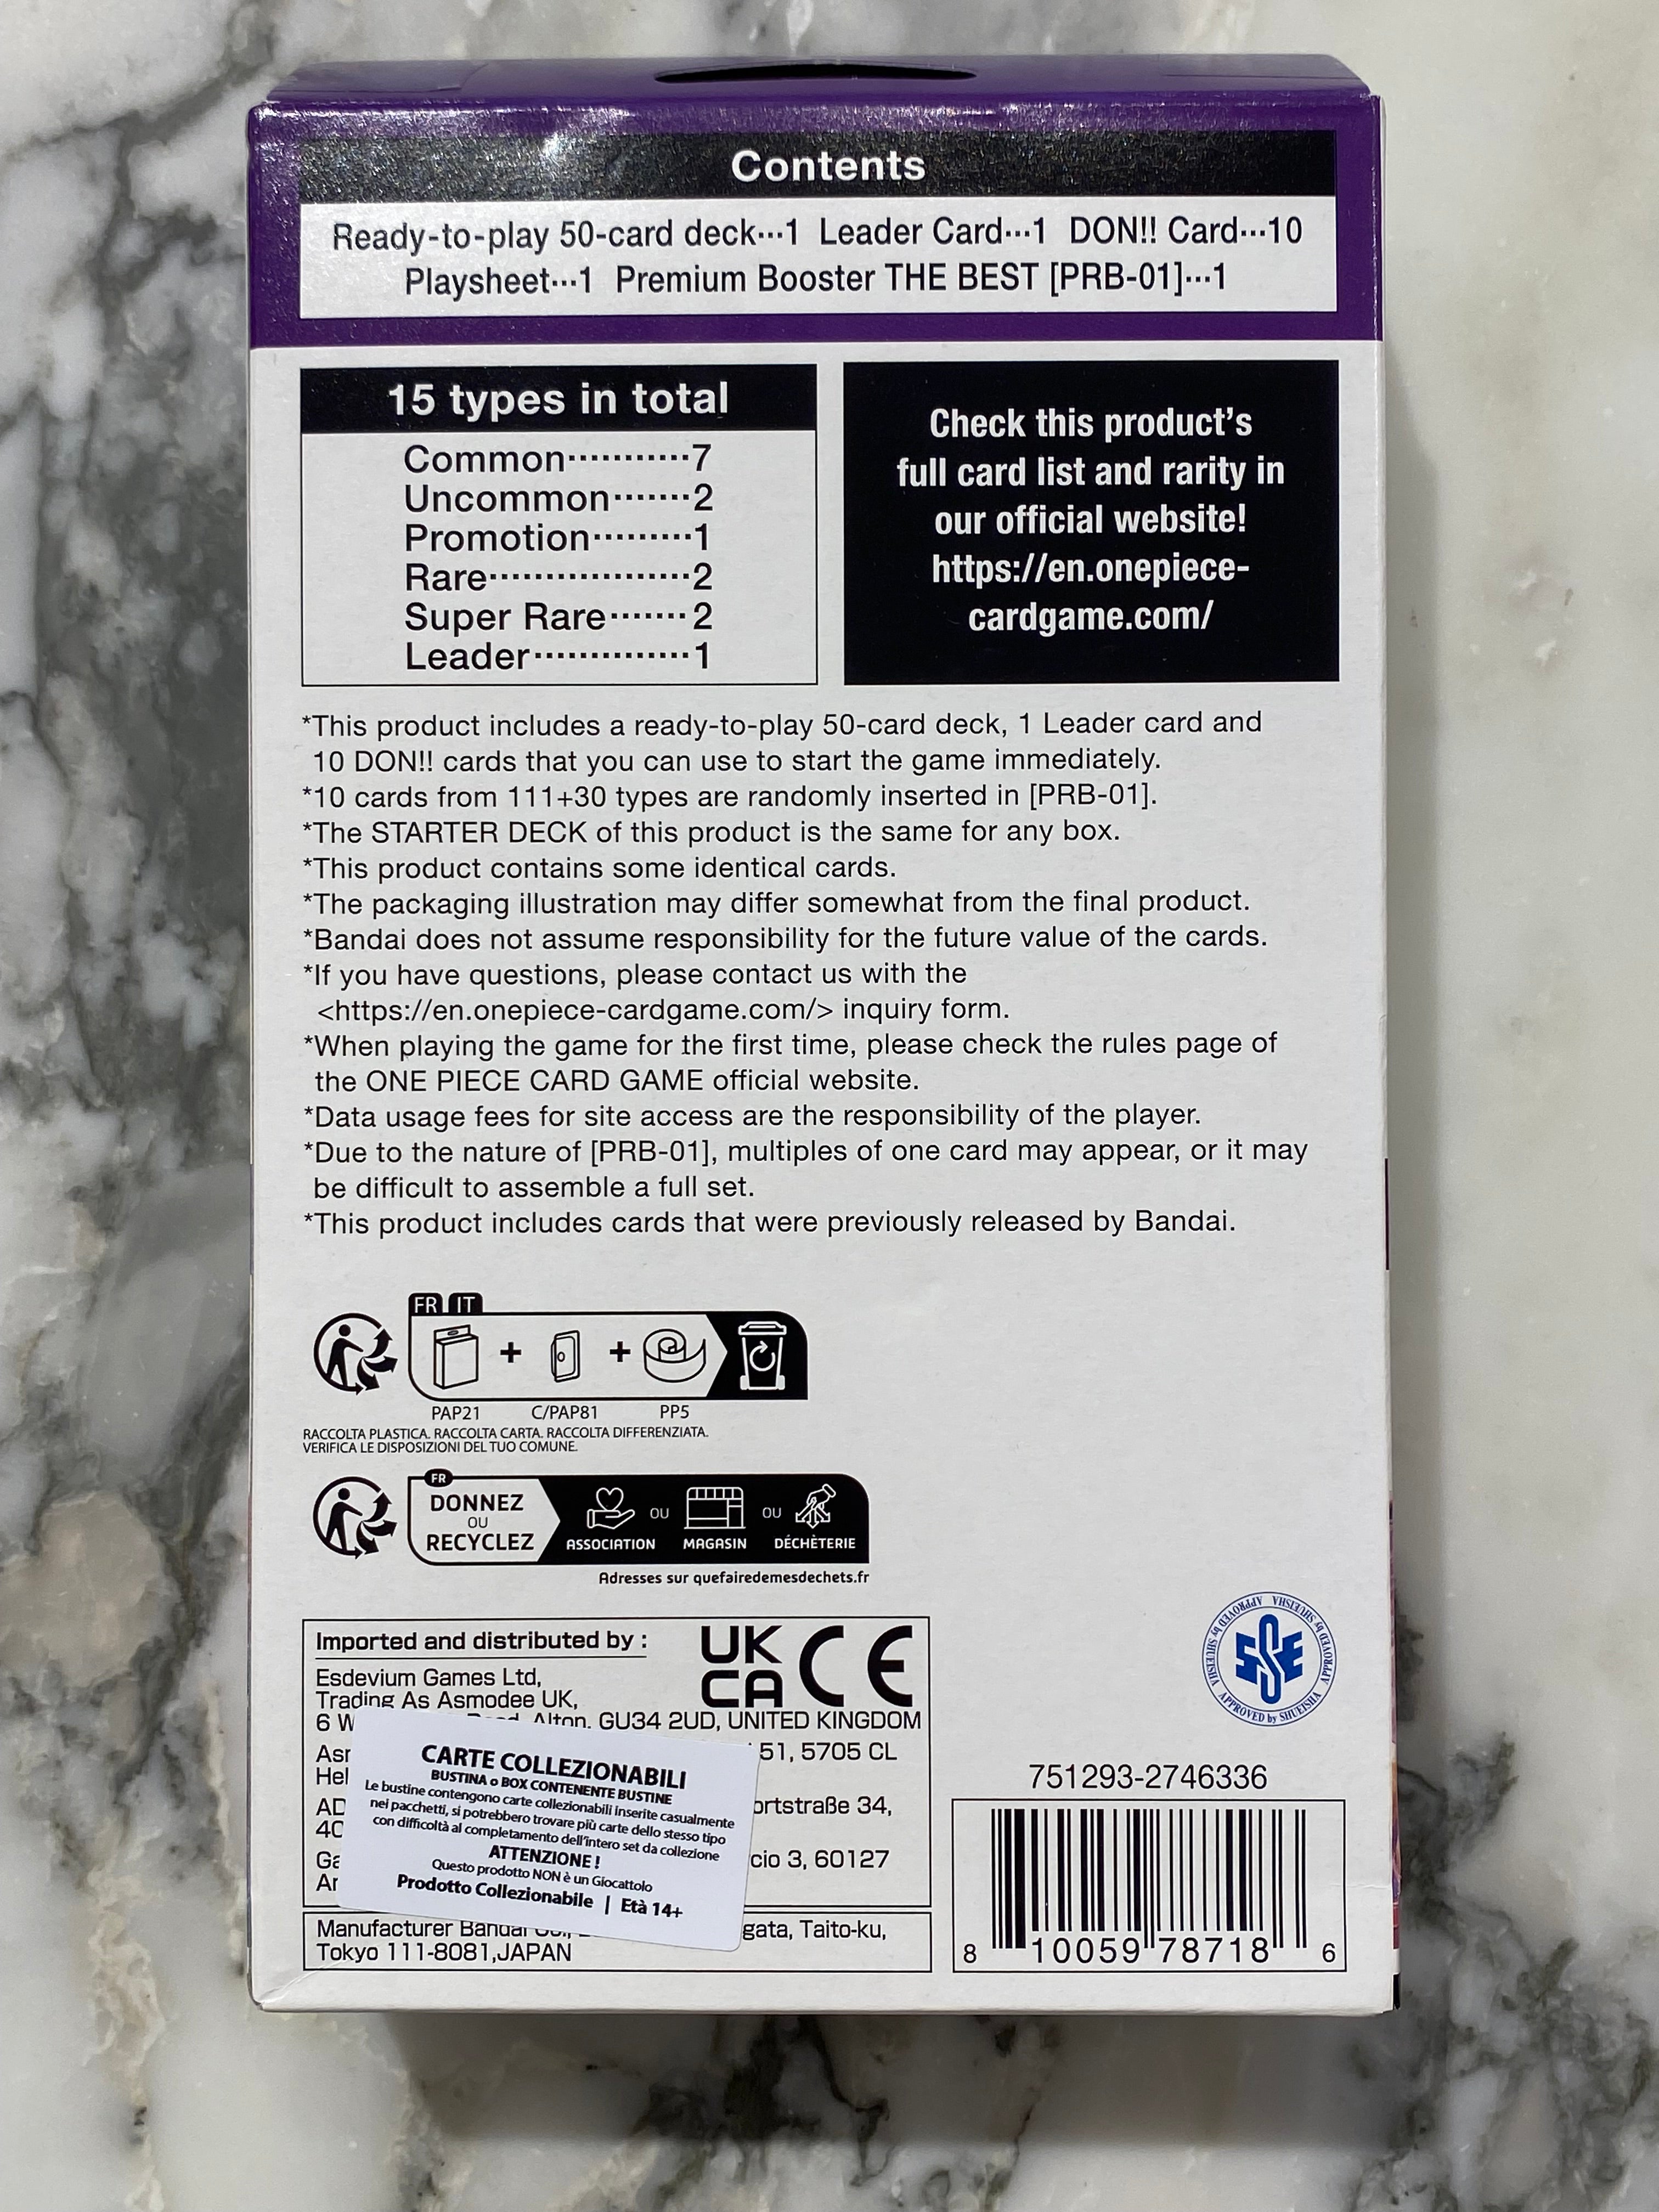 Contents
Ready-to-play 50-card deck···1 Leader Card···1 DON!! Card···10
Playsheet···1 Premium Booster THE BEST [PRB-01]···1
15 types in total
Common···········7
Uncommon·······2
Promotion·········1
Rare··················2
Super Rare·······2
Leader··············1
Check this product's
full card list and rarity in
our official website!
https://en.onepiece-
cardgame.com/
*This product includes a ready-to-play 50-card deck, 1 Leader card and
10 DON!! cards that you can use to start the game immediately.
*10 cards from 111+30 types are randomly inserted in [PRB-01].
*The STARTER DECK of this product is the same for any box.
*This product contains some identical cards.
*The packaging illustration may differ somewhat from the final product.
*Bandai does not assume responsibility for the future value of the cards.
*If you have questions, please contact us with the
<https://en.onepiece-cardgame.com/> inquiry form.
*When playing the game for the first time, please check the rules page of
the ONE PIECE CARD GAME official website.
*Data usage fees for site access are the responsibility of the player.
*Due to the nature of [PRB-01], multiples of one card may appear, or it may
be difficult to assemble a full set.
*This product includes cards that were previously released by Bandai.
FR IT
+ +
PAP21 C/PAP81 PP5
RACCOLTA PLASTICA. RACCOLTA CARTA. RACCOLTA DIFFERENZIATA.
VERIFICA LE DISPOSIZIONI DEL TUO COMUNE.
FR
DONNEZ
OU
RECYCLEZ
ASSOCIATION OU MAGASIN OU DÉCHÈTERIE
Adresses sur quefairedemesdechets.fr
Imported and distributed by :
UK
CA CE
Esdevium Games Ltd,
Trading As Asmodee UK,
6 W Alton, GU34 2UD, UNITED KINGDOM
51, 5705 CL
Hel
AD ortstraße 34,
40
cio 3, 60127
CARTE COLLEZIONABILI
BUSTINA o BOX CONTENENTE BUSTINE
Le bustine contengono carte collezionabili inserite casualmente
nei pacchetti, si potrebbero trovare più carte dello stesso tipo
con difficoltà al completamento dell'intero set da collezione
ATTENZIONE !
Questo prodotto NON è un Giocattolo
Prodotto Collezionabile | Età 14+
Manufacturer Bandai gata, Taito-ku,
Tokyo 111-8081,JAPAN
APPROVED by SHUEISHA APPROVED by SHUEISHA APPROVED by SHUEISHA
SSE
751293-2746336
8 10059 78718 6